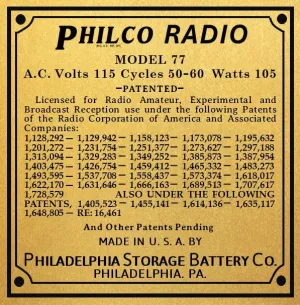 PHILCO RADIO
REG. U.S. PAT. OFF.
MODEL 77
A.C. Volts 115 Cycles 50-60 Watts 105
–PATENTED–
Licensed for Radio Amateur, Experimental and
Broadcast Reception use under the following Patents
of the Radio Corporation of America and Associated
Companies:
1,128,292 — 1,129,942 — 1,158,123 — 1,173,078 — 1,195,632
1,201,272 — 1,231,754 — 1,251,377 — 1,273,627 — 1,297,188
1,313,094 — 1,329,283 — 1,349,252 — 1,385,873 — 1,387,954
1,403,475 — 1,426,754 — 1,459,412 — 1,465,332 — 1,483,273
1,493,595 — 1,537,708 — 1,558,437 — 1,573,374 — 1,618,017
1,622,170 — 1,631,646 — 1,666,163 — 1,689,513 — 1,707,617
1,728,579 ALSO UNDER THE FOLLOWING
PATENTS, 1,405,523 — 1,455,141 — 1,614,136 — 1,635,117
1,648,805 — RE: 16,461
And Other Patents Pending
MADE IN U. S. A. BY
PHILADELPHIA STORAGE BATTERY CO.
PHILADELPHIA. PA.